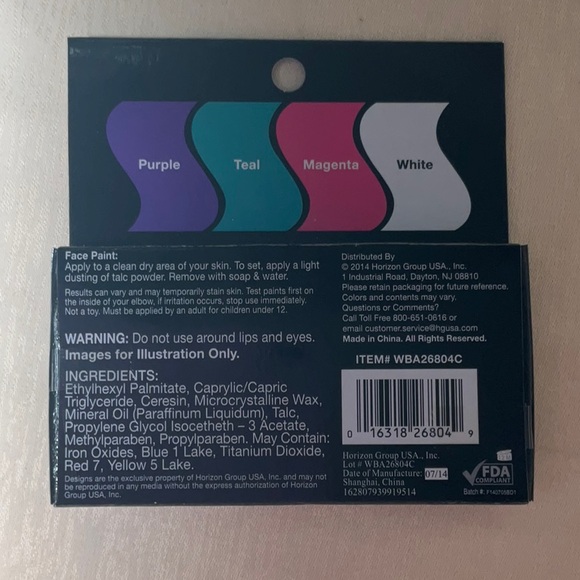 Purple Teal Magenta White
Face Paint:
Apply to a clean dry area of your skin. To set, apply a light
dusting of talc powder. Remove with soap & water.
Results can vary and may temporarily stain skin. Test paints first on
the inside of your elbow, if irritation occurs, stop use immediately.
Not a toy. Must be applied by an adult for children under 12.
WARNING: Do not use around lips and eyes.
Images for Illustration Only.
INGREDIENTS:
Ethylhexyl Palmitate, Caprylic/Capric
Triglyceride, Ceresin, Microcrystalline Wax,
Mineral Oil (Paraffinum Liquidum), Talc,
Propylene Glycol Isocetheth – 3 Acetate,
Methylparaben, Propylparaben. May Contain:
Iron Oxides, Blue 1 Lake, Titanium Dioxide,
Red 7, Yellow 5 Lake.
Designs are the exclusive property of Horizon Group USA, Inc. and may not
be reproduced in any media without the express authorization of Horizon
Group USA, Inc.
Distributed By
© 2014 Horizon Group USA., Inc.
1 Industrial Road, Dayton, NJ 08810
Please retain packaging for future reference.
Colors and contents may vary.
Questions or Comments?
Call Toll Free 800-651-0616 or
email customer.service@hgusa.com
Made in China. All Rights Reserved.
ITEM# WBA26804C
0 16318 26804 9
Horizon Group USA., Inc.
Lot # WBA26804C
Date of Manufacture: 07/14
Shanghai, China
162807939919514
FDA
COMPLIANT
Batch #: